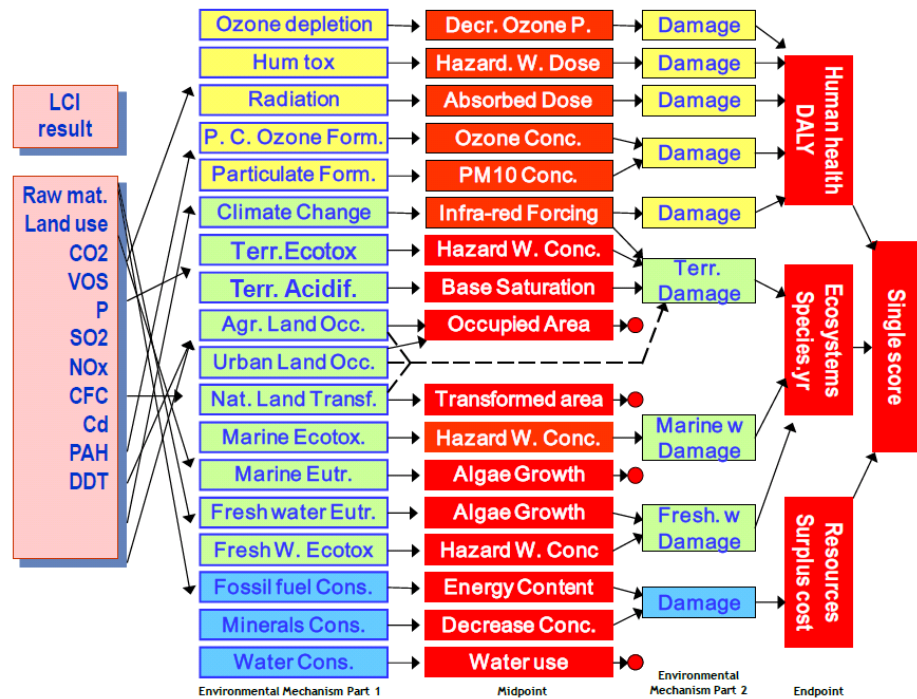 LCI
result
Raw mat.
Land use
CO2
VOS
P
SO2
NOx
CFC
Cd
PAH
DDT
Ozone depletion
Hum tox
Radiation
P. C. Ozone Form.
Particulate Form.
Climate Change
Terr.Ecotox
Terr. Acidif.
Agr. Land Occ.
Urban Land Occ.
Nat. Land Transf.
Marine Ecotox.
Marine Eutr.
Freshwater Eutr.
Fresh W. Ecotox
Fossil fuel Cons.
Minerals Cons.
Water Cons.
Environmental Mechanism Part 1
Decr. Ozone P.
Hazard. W. Dose
Absorbed Dose
Ozone Conc.
PM10 Conc.
Infra-red Forcing
Hazard W. Conc.
Base Saturation
Occupied Area
Transformed area
Hazard W. Conc.
Algae Growth
Algae Growth
Hazard W. Conc
Energy Content
Decrease Conc.
Water use
Midpoint
Damage
Damage
Damage
Damage
Damage
Terr.
Damage
Marine w
Damage
Fresh. w
Damage
Damage
Environmental
Mechanism Part 2
Human health
DALY
Ecosystems
Species.yr
Resources
Surplus cost
Endpoint
Single score